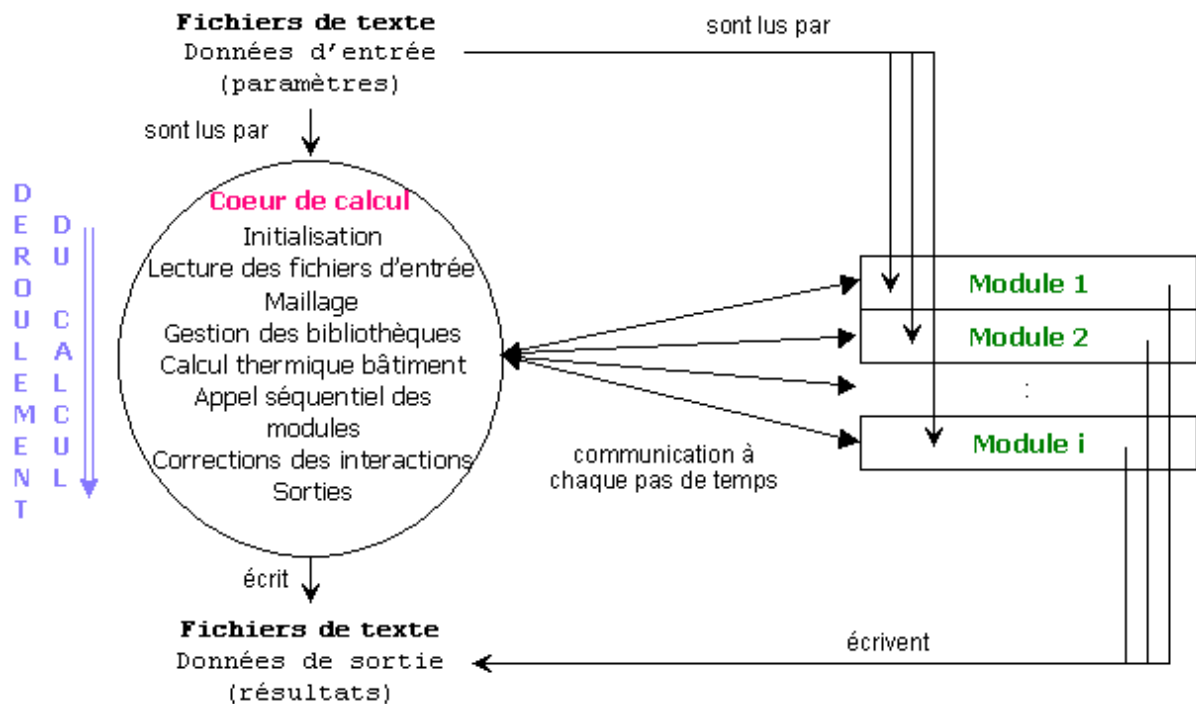 Fichiers de texte
Données d'entrée
(paramètres)
sont lus par
sont lus par
DEROULEMENT
DU CALCUL
Coeur de calcul
Initialisation
Lecture des fichiers d'entrée
Maillage
Gestion des bibliothèques
Calcul thermique bâtiment
Appel séquentiel des
modules
Corrections des interactions
Sorties
Module 1
Module 2
:
Module i
communication à
chaque pas de temps
écrit
écrivent
Fichiers de texte
Données de sortie
(résultats)